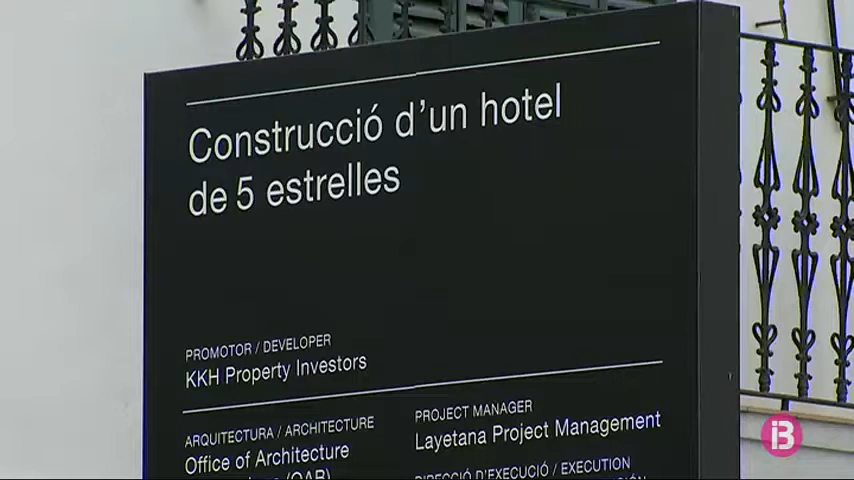 Construcció d'un hotel
de 5 estrelles
PROMOTOR / DEVELOPER
KKH Property Investors
ARQUITECTURA / ARCHITECTURE
Office of Architecture
(OAB)
PROJECT MANAGER
Layetana Project Management
DIRECCIÓ D'EXECUCIÓ / EXECUTION